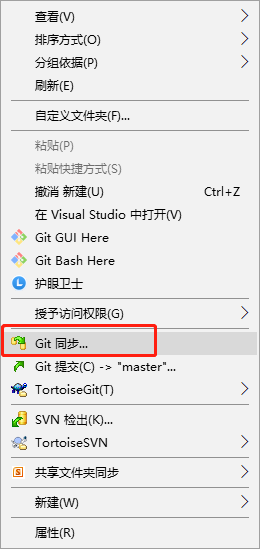 查看(V)
排序方式(O)
分组依据(P)
刷新(E)
自定义文件夹(F)...
粘贴(P)
粘贴快捷方式(S)
撤消 新建(U) Ctrl+Z
在 Visual Studio 中打开(V)
Git GUI Here
Git Bash Here
护眼卫士
授予访问权限(G)
Git 同步...
Git 提交(C) -> "master"...
TortoiseGit(T)
SVN 检出(K)...
TortoiseSVN
共享文件夹同步
新建(W)
属性(R)